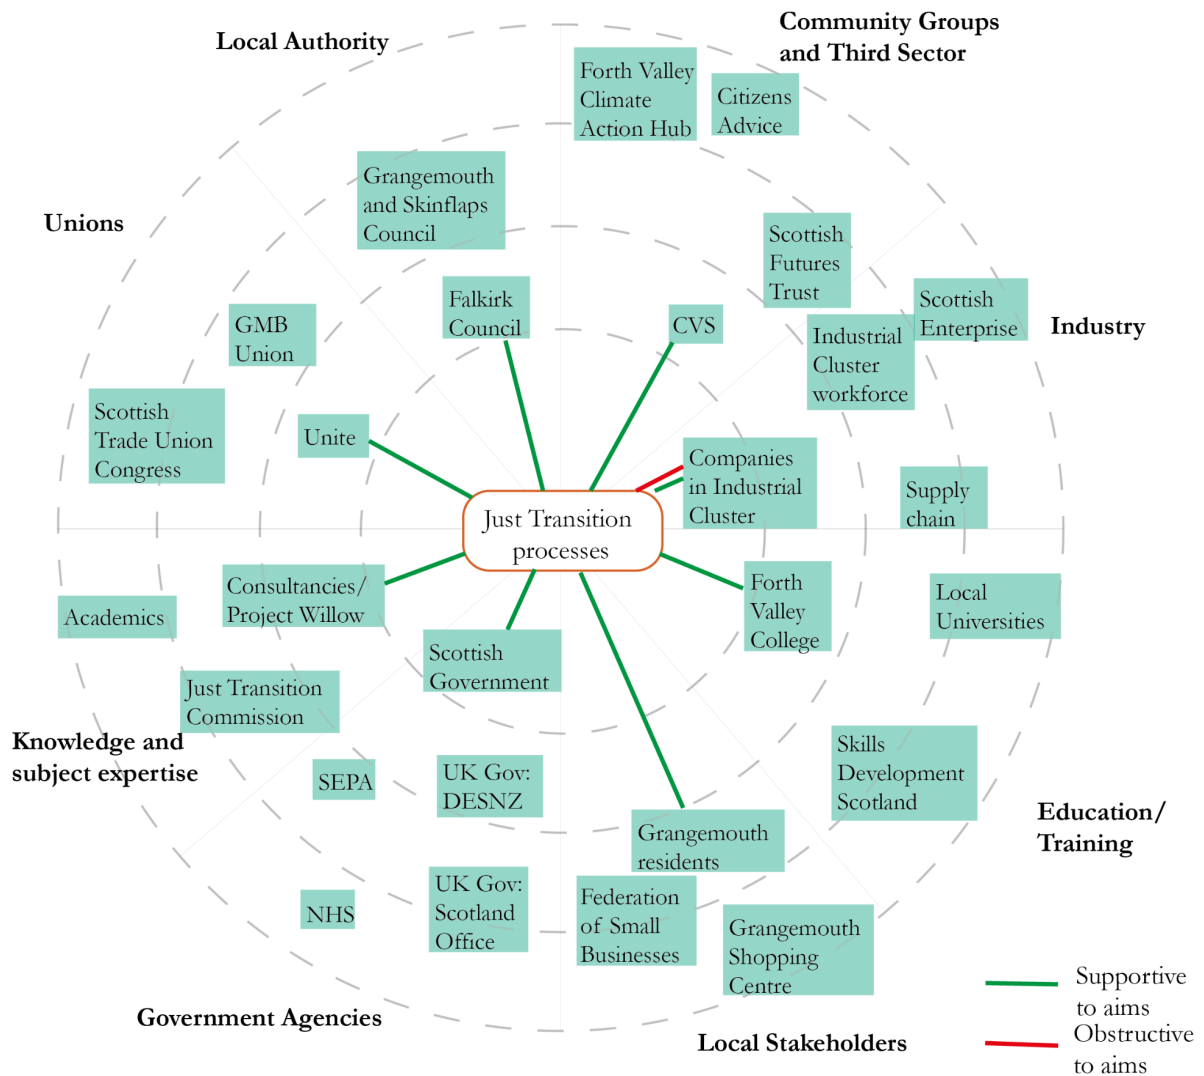 Local Authority
Community Groups
and Third Sector
Forth Valley
Climate
Action Hub
Citizens
Advice
Grangemouth
and Skinflaps
Council
Unions
Scottish
Futures
Trust
Falkirk
Council
CVS
GMB
Union
Scottish
Enterprise
Industry
Industrial
Cluster
workforce
Scottish
Trade Union
Congress
Unite
Companies
in Industrial
Cluster
Supply
chain
Just Transition
processes
Consultancies/
Project Willow
Academics
Forth
Valley
College
Local
Universities
Scottish
Government
Just Transition
Commission
Knowledge and
subject expertise
SEPA
UK Gov:
DESNZ
Skills
Development
Scotland
Grangemouth
residents
Education/
Training
UK Gov:
Scotland
Office
NHS
Federation
of Small
Businesses
Grangemouth
Shopping
Centre
Government Agencies
Local Stakeholders
Supportive
to aims
Obstructive
to aims